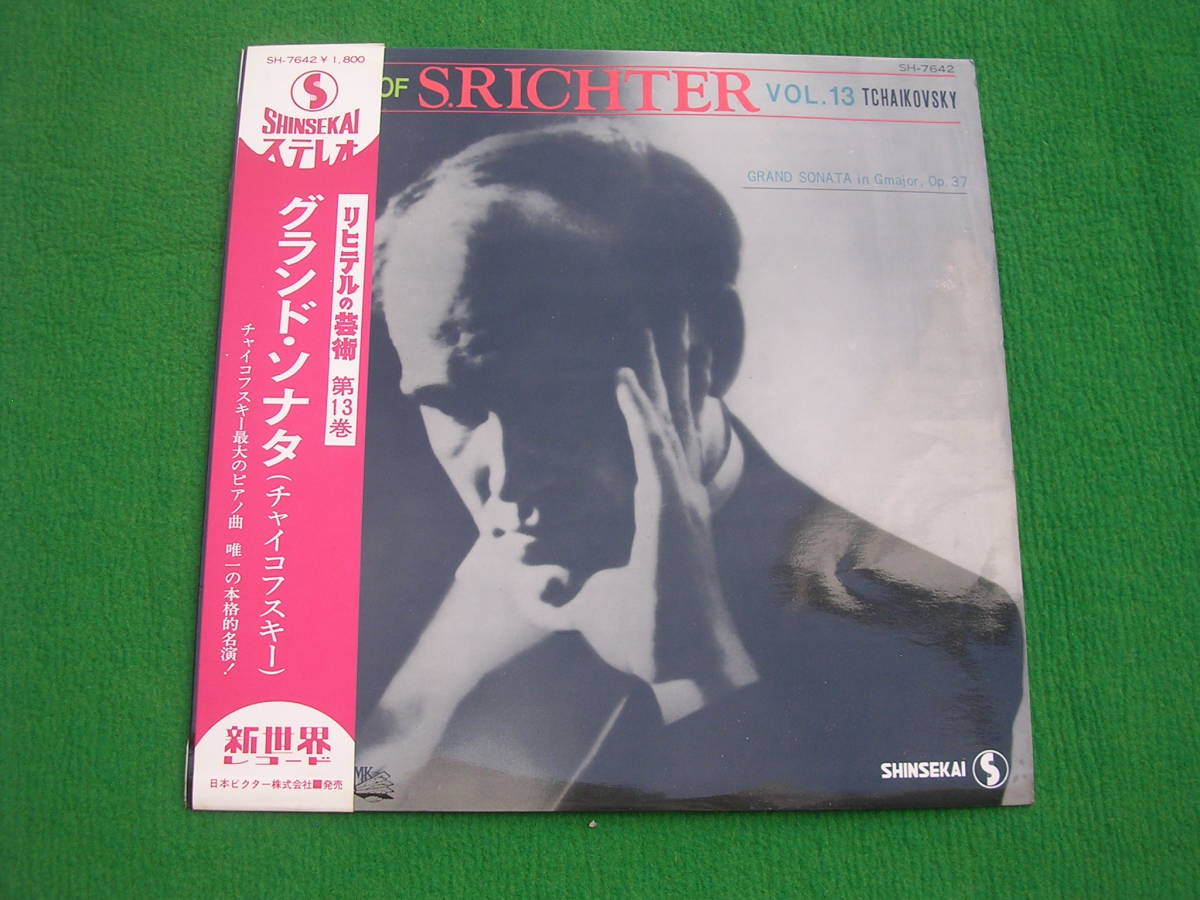 SH-7642 ¥1,800
S
SHINSEKAI
ステレオ
リヒテルの芸術 第13巻
グランド・ソナタ(チャイコフスキー)
チャイコフスキー最大のピアノ曲 唯一の本格的名演!
新世界
レコード
日本ビクター株式会社■発売
SH-7642
OF S.RICHTER VOL.13 TCHAIKOVSKY
GRAND SONATA in Gmajor, Op.37
MK
SHINSEKAI S